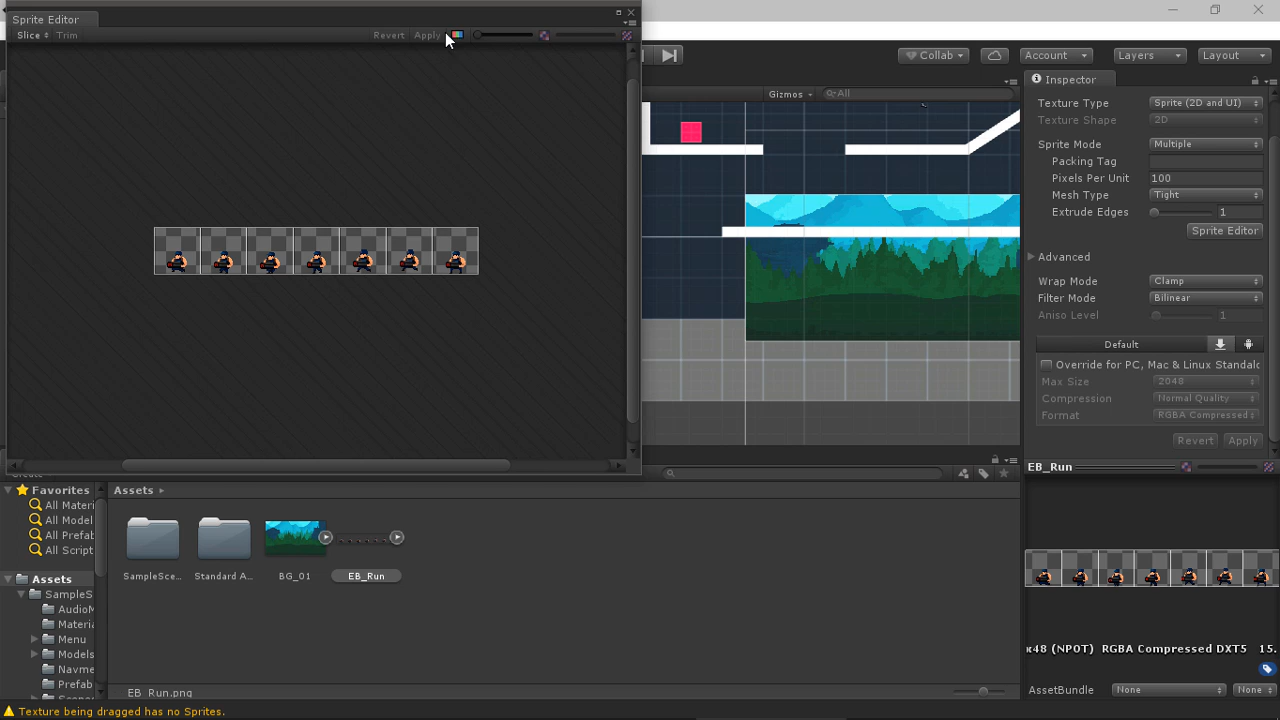 Sprite Editor
Slice Trim Revert Apply
Collab Account Layers Layout
Gizmos All
Inspector
Texture Type Sprite (2D and UI)
Texture Shape 2D
Sprite Mode Multiple
Packing Tag
Pixels Per Unit 100
Mesh Type Tight
Extrude Edges 1
Sprite Editor
Advanced
Wrap Mode Clamp
Filter Mode Bilinear
Aniso Level 1
Default
Override for PC, Mac & Linux Standalo
Max Size 2048
Compression Normal Quality
Format RGBA Compressed
Revert Apply
EB_Run
x48 (NPOT) RGBA Compressed DXT5 15.
AssetBundle None None
Favorites
All Materi
All Model
All Prefab
All Script
Assets
SampleS
AudioM
Materia
Menu
Models
Navme
Prefab
Assets
SampleSce...
Standard A...
BG_01
EB_Run
EB_Run.png
Texture being dragged has no Sprites.